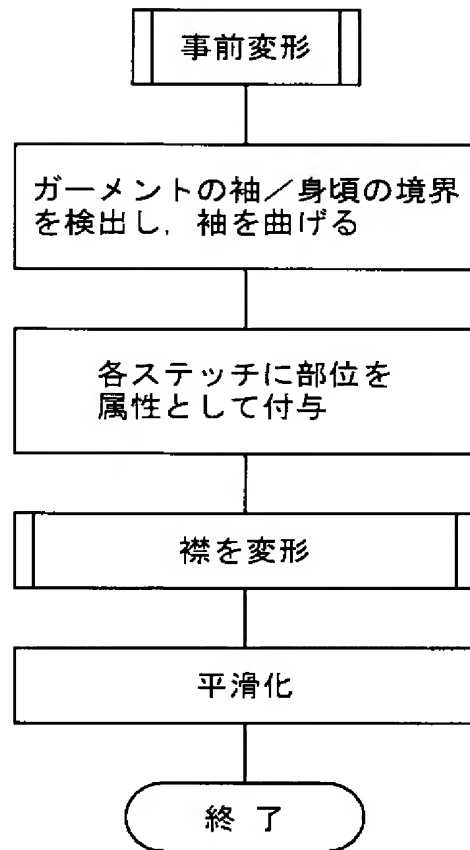 事前変形
ガーメントの袖／身頃の境界
を検出し，袖を曲げる
各ステッチに部位を
属性として付与
襟を変形
平滑化
終 了